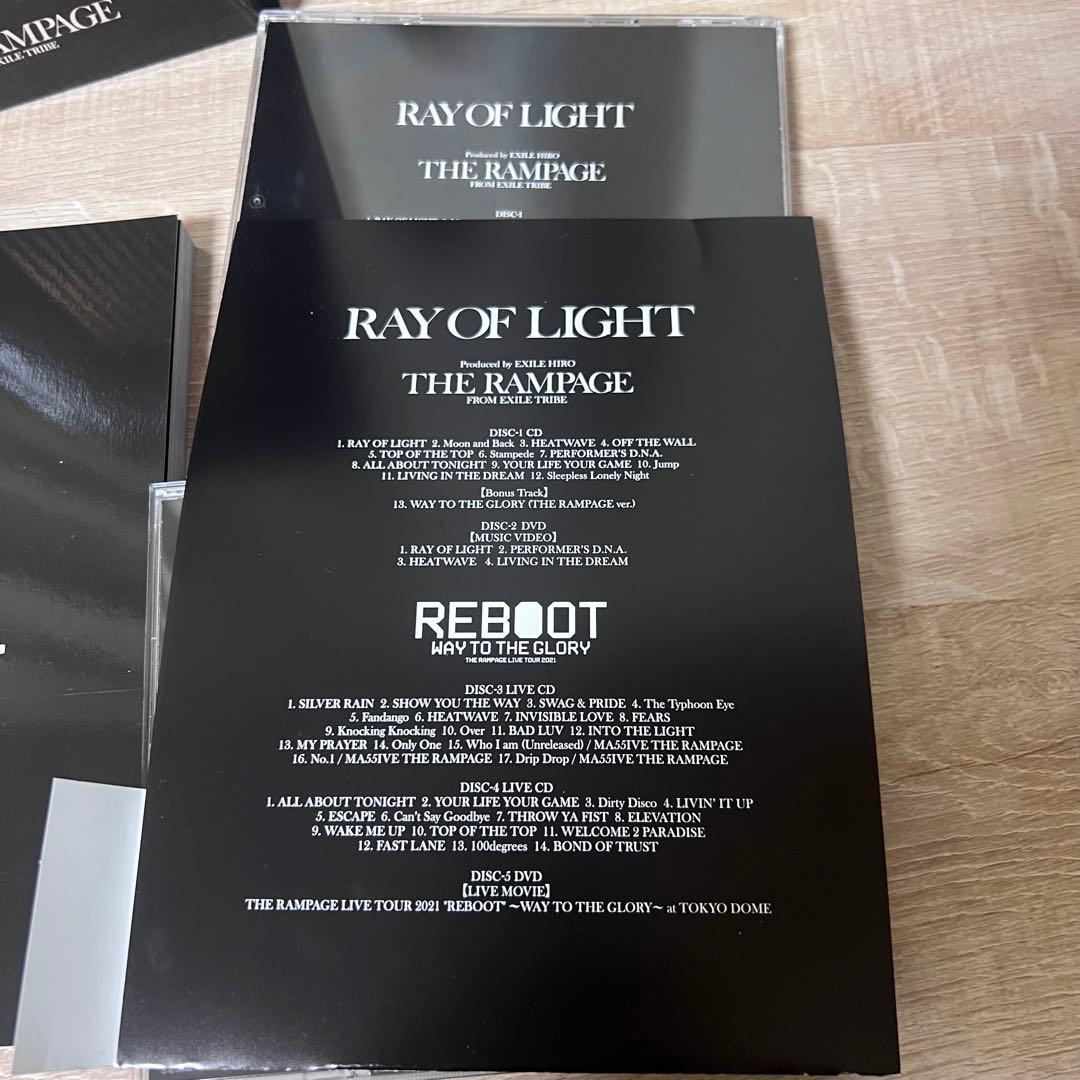 AMPAGE
EXILE TRIBE
RAY OF LIGHT
Produced by EXILE HIRO
THE RAMPAGE
FROM EXILE TRIBE
DISC-1
RAY OF LIGHT
Produced by EXILE HIRO
THE RAMPAGE
FROM EXILE TRIBE
DISC-1 CD
1. RAY OF LIGHT 2. Moon and Back 3. HEATWAVE 4. OFF THE WALL
5. TOP OF THE TOP 6. Stampede 7. PERFORMER'S D.N.A.
8. ALL ABOUT TONIGHT 9. YOUR LIFE YOUR GAME 10. Jump
11. LIVING IN THE DREAM 12. Sleepless Lonely Night
【Bonus Track】
13. WAY TO THE GLORY (THE RAMPAGE ver.)
DISC-2 DVD
【MUSIC VIDEO】
1. RAY OF LIGHT 2. PERFORMER'S D.N.A.
3. HEATWAVE 4. LIVING IN THE DREAM
REBOOT
WAY TO THE GLORY
THE RAMPAGE LIVE TOUR 2021
DISC-3 LIVE CD
1. SILVER RAIN 2. SHOW YOU THE WAY 3. SWAG & PRIDE 4. The Typhoon Eye
5. Fandango 6. HEATWAVE 7. INVISIBLE LOVE 8. FEARS
9. Knocking Knocking 10. Over 11. BAD LUV 12. INTO THE LIGHT
13. MY PRAYER 14. Only One 15. Who I am (Unreleased) / MA55IVE THE RAMPAGE
16. No.1 / MA55IVE THE RAMPAGE 17. Drip Drop / MA55IVE THE RAMPAGE
DISC-4 LIVE CD
1. ALL ABOUT TONIGHT 2. YOUR LIFE YOUR GAME 3. Dirty Disco 4. LIVIN' IT UP
5. ESCAPE 6. Can't Say Goodbye 7. THROW YA FIST 8. ELEVATION
9. WAKE ME UP 10. TOP OF THE TOP 11. WELCOME 2 PARADISE
12. FAST LANE 13. 100degrees 14. BOND OF TRUST
DISC-5 DVD
【LIVE MOVIE】
THE RAMPAGE LIVE TOUR 2021 "REBOOT" ～WAY TO THE GLORY～ at TOKYO DOME